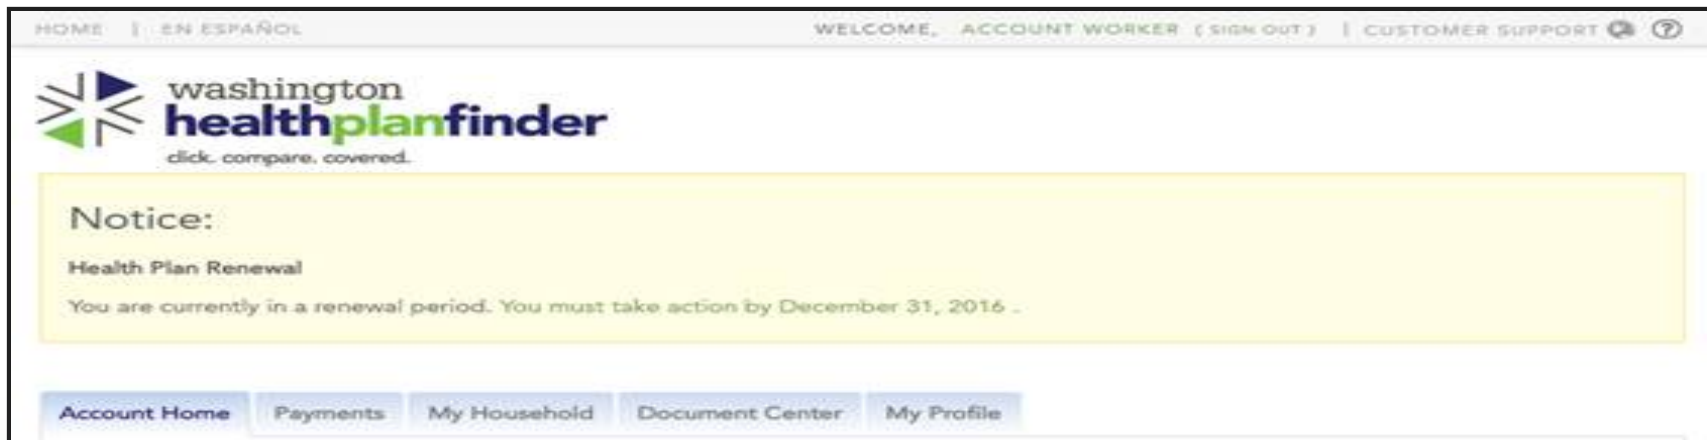 HOME | EN ESPAÑOL WELCOME, ACCOUNT WORKER ( SIGN OUT ) | CUSTOMER SUPPORT ?
washington
healthplanfinder
click. compare. covered.
Notice:
Health Plan Renewal
You are currently in a renewal period. You must take action by December 31, 2016 .
Account Home Payments My Household Document Center My Profile